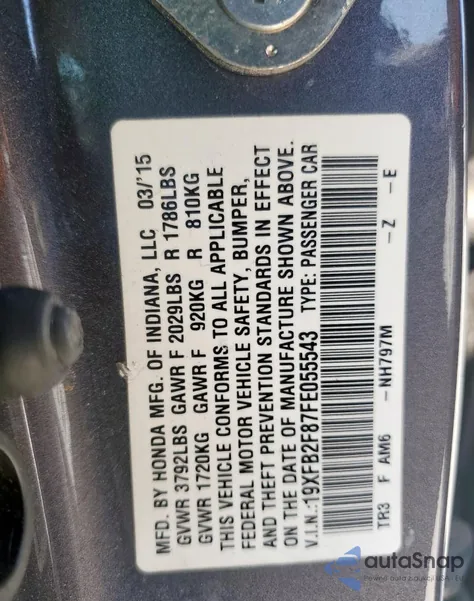 MFD. BY HONDA MFG. OF INDIANA, LLC 03/'15
GVWR 3792LBS GAWR F 2029LBS R 1786LBS
GVWR 1720KG GAWR F 920KG R 810KG
THIS VEHICLE CONFORMS TO ALL APPLICABLE
FEDERAL MOTOR VEHICLE SAFETY, BUMPER,
AND THEFT PREVENTION STANDARDS IN EFFECT
ON THE DATE OF MANUFACTURE SHOWN ABOVE.
V.I.N.:19XFB2F87FE055543 TYPE: PASSENGER CAR
TR3 F AM6 -NH797M -Z -E
autaSnap